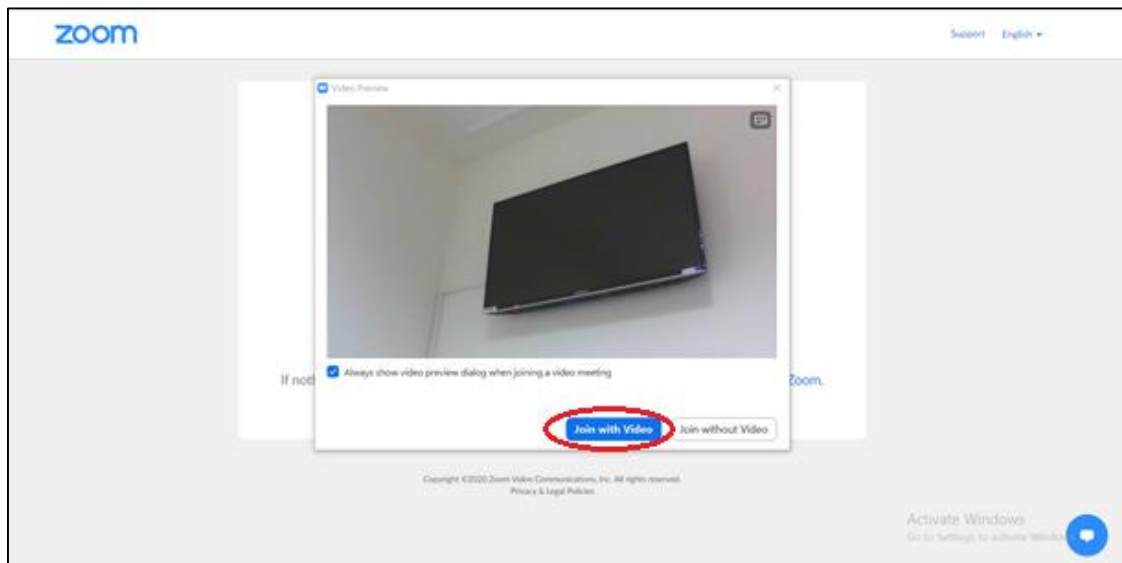 zoom
Support English
Video Preview
Always show video preview dialog when joining a video meeting
If not
Zoom.
Join with Video Join without Video
Copyright ©2020 Zoom Video Communications, Inc. All rights reserved.
Privacy & Legal Policies
Activate Windows
Go to Settings to activate Windo